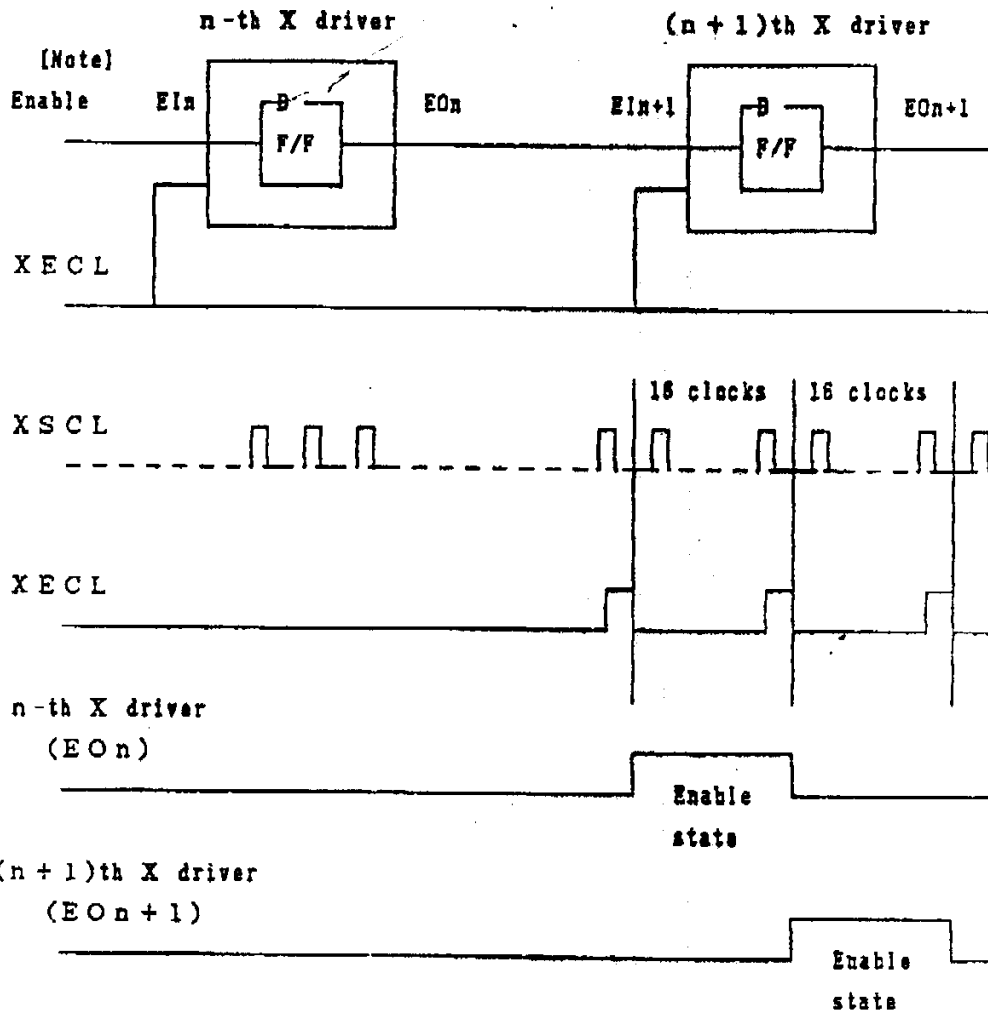 n-th X driver
(n + 1)th X driver
[Note]
Enable
EIn
D
F/F
EOn
EIn+1
D
F/F
EOn+1
XECL
16 clocks
16 clocks
XSCL
XECL
n-th X driver
(EOn)
Enable
state
(n + 1)th X driver
(EOn+1)
Enable
state